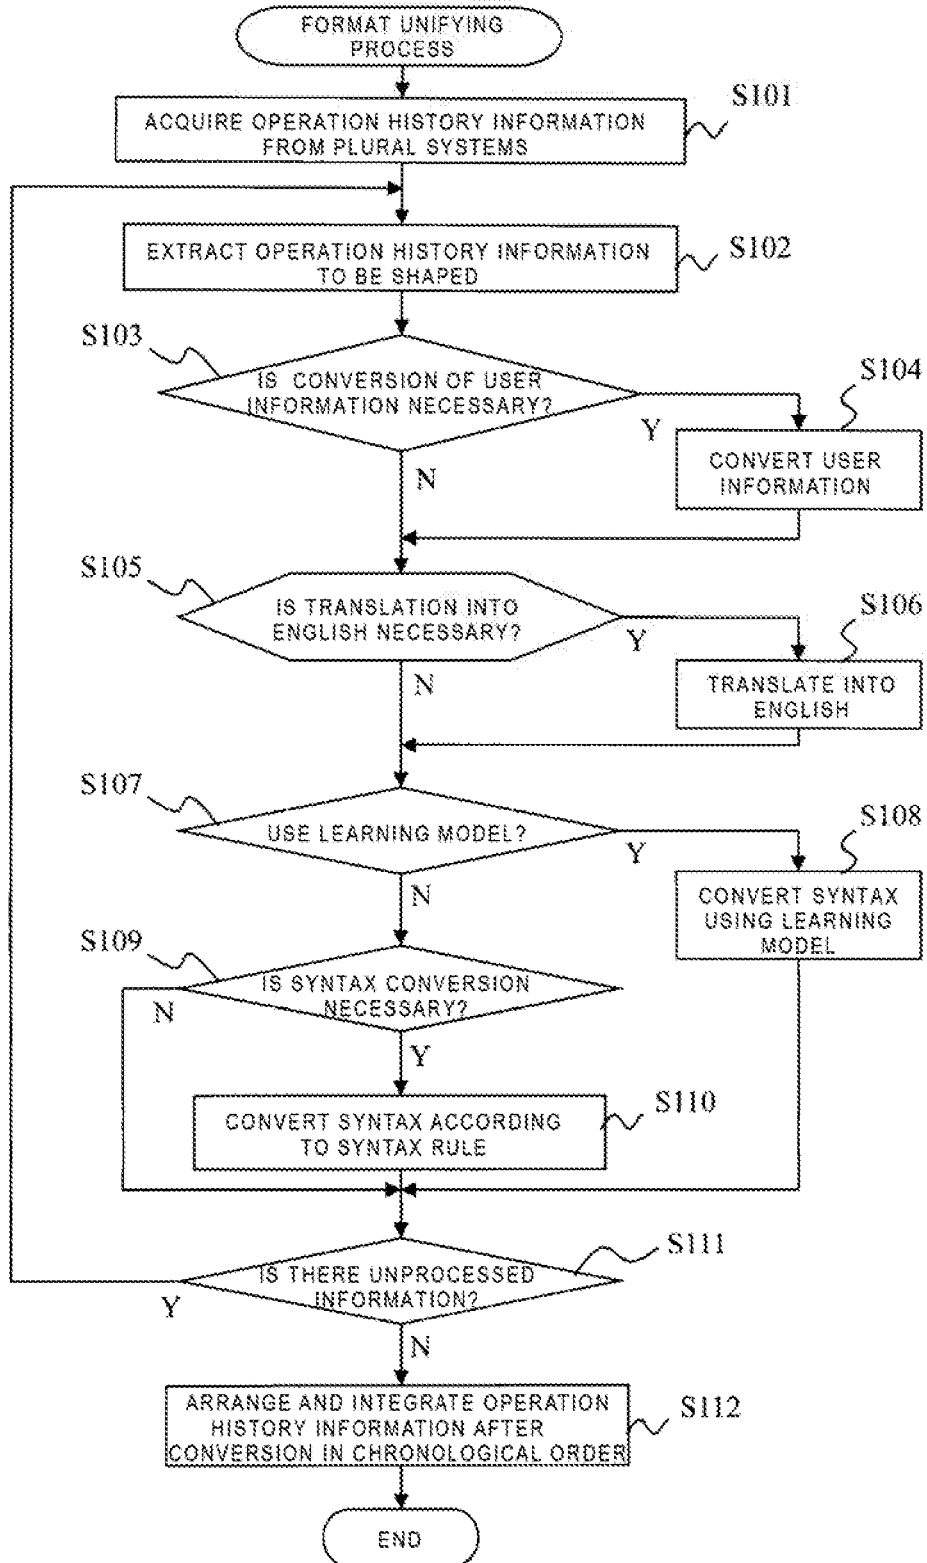 FORMAT UNIFYING
PROCESS
S101
ACQUIRE OPERATION HISTORY INFORMATION
FROM PLURAL SYSTEMS
S102
EXTRACT OPERATION HISTORY INFORMATION
TO BE SHAPED
S103
IS CONVERSION OF USER
INFORMATION NECESSARY?
Y
N
S104
CONVERT USER
INFORMATION
S105
IS TRANSLATION INTO
ENGLISH NECESSARY?
Y
N
S106
TRANSLATE INTO
ENGLISH
S107
USE LEARNING MODEL?
Y
N
S108
CONVERT SYNTAX
USING LEARNING
MODEL
S109
IS SYNTAX CONVERSION
NECESSARY?
N
Y
S110
CONVERT SYNTAX ACCORDING
TO SYNTAX RULE
S111
IS THERE UNPROCESSED
INFORMATION?
Y
N
S112
ARRANGE AND INTEGRATE OPERATION
HISTORY INFORMATION AFTER
CONVERSION IN CHRONOLOGICAL ORDER
END